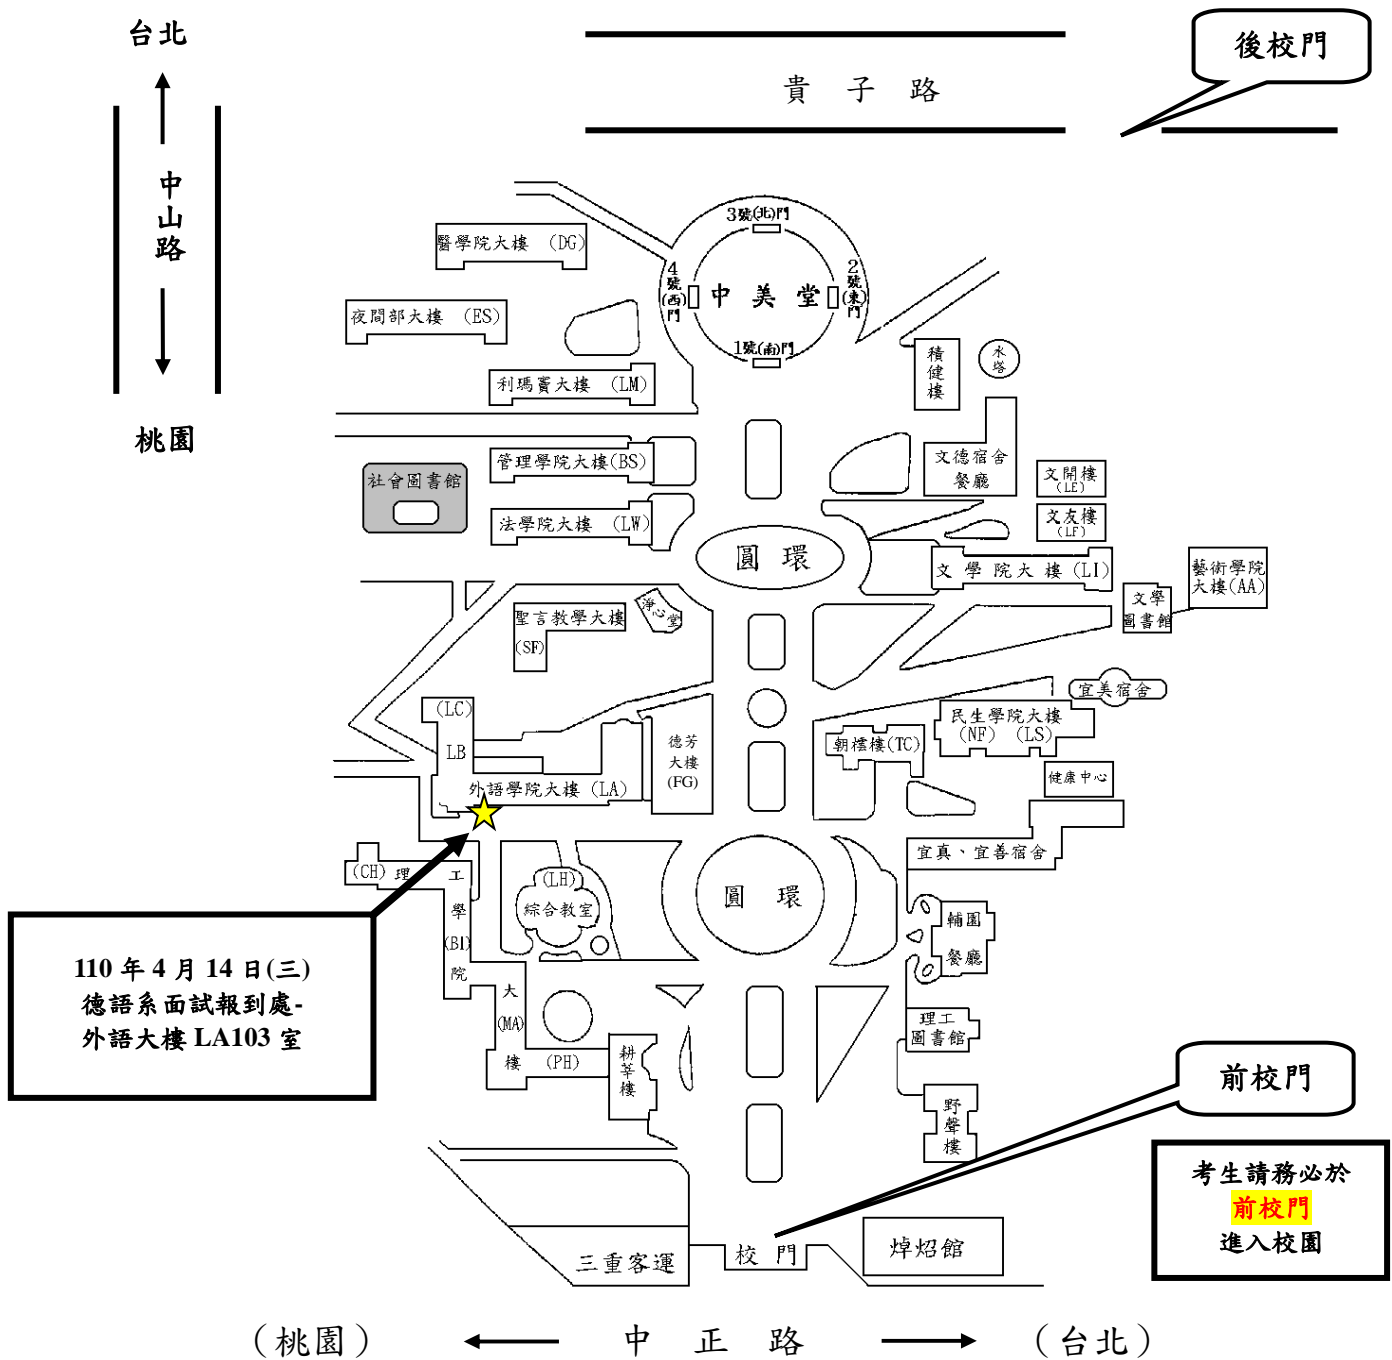 台北
後校門
貴 子 路
中山路
桃園
3號(北)門
醫學院大樓 (DG)
4號(西)門
中 美 堂
2號(東)門
夜間部大樓 (ES)
1號(南)門
積健樓
水塔
利瑪竇大樓 (LM)
管理學院大樓(BS)
文德宿舍
餐廳
社會圖書館
文開樓
(LE)
法學院大樓 (LW)
文友樓
(LF)
圓 環
文 學 院 大 樓 (LI)
藝術學院
大樓(AA)
文學
圖書館
聖言教學大樓
(SF)
淨心堂
宜美宿舍
(LC)
民生學院大樓
(NF) (LS)
LB
德芳
大樓
(FG)
朝橒樓(TC)
健康中心
外語學院大樓 (LA)
宜真、宜善宿舍
(CH) 理
工
學
(BI)
院
大
(MA)
樓
(LH)
綜合教室
圓 環
輔園
餐廳
110 年 4 月 14 日(三)
德語系面試報到處-
外語大樓 LA103 室
理工
圖書館
(PH)
耕莘樓
前校門
野聲樓
考生請務必於
前校門
進入校園
三重客運
校 門
焯炤館
（桃園）
中 正 路
（台北）